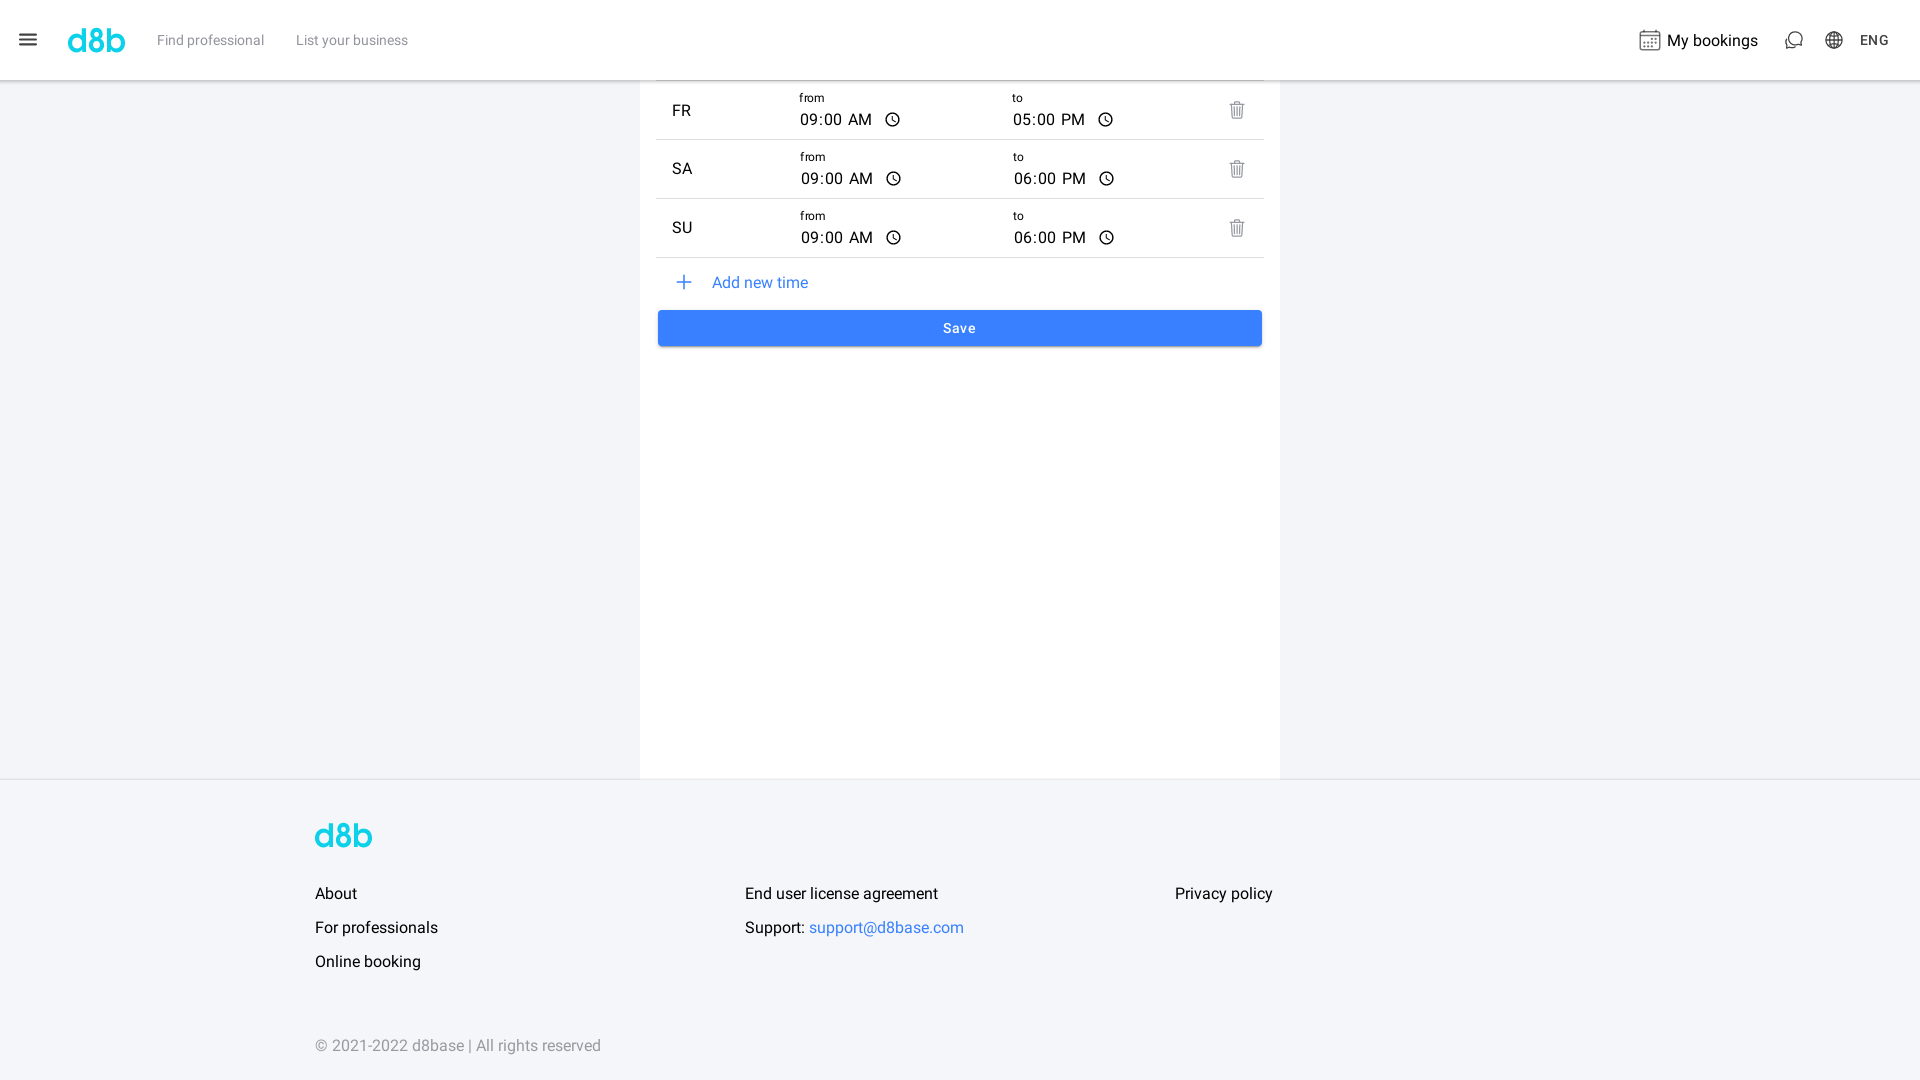 d8b
Find professional
List your business
My bookings
ENG
FR
from
09:00 AM
to
05:00 PM
SA
from
09:00 AM
to
06:00 PM
SU
from
09:00 AM
to
06:00 PM
Add new time
Save
d8b
About
End user license agreement
Privacy policy
For professionals
Support: support@d8base.com
Online booking
© 2021-2022 d8base | All rights reserved